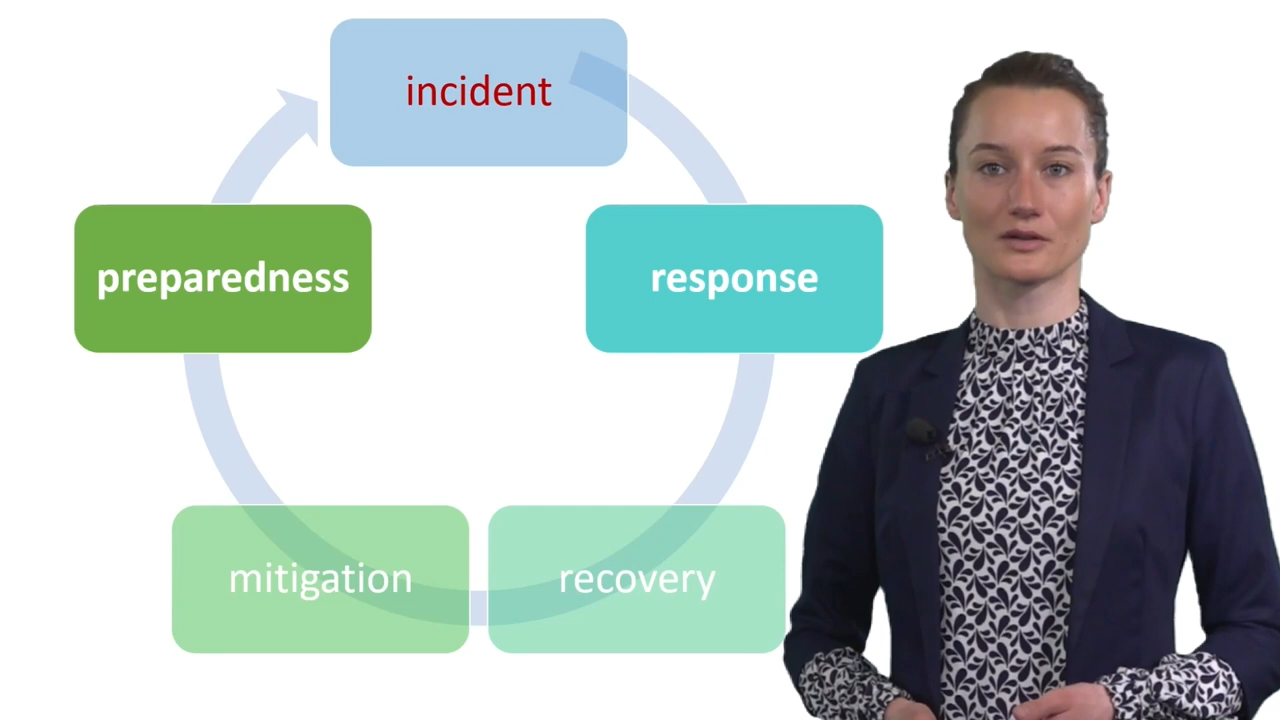 incident
preparedness
response
mitigation
recovery